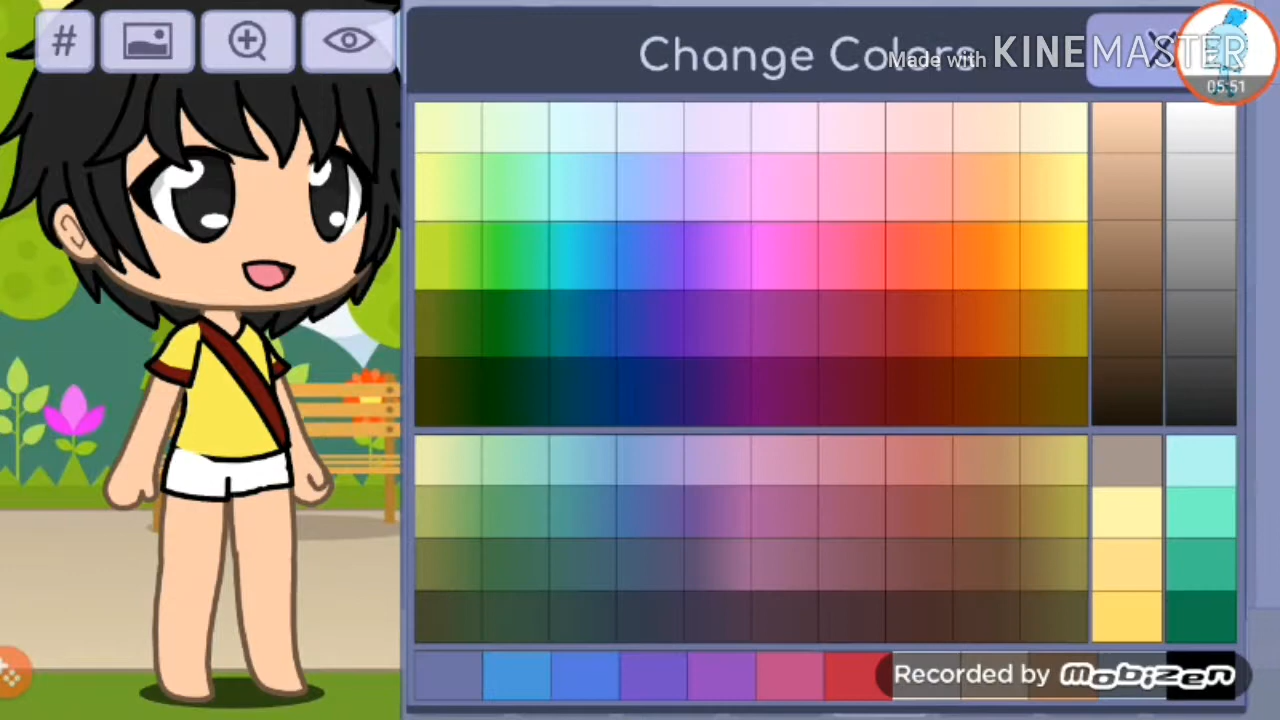 #
Change Colors
Made with KINEMASTER
05:51
Recorded by mobizen